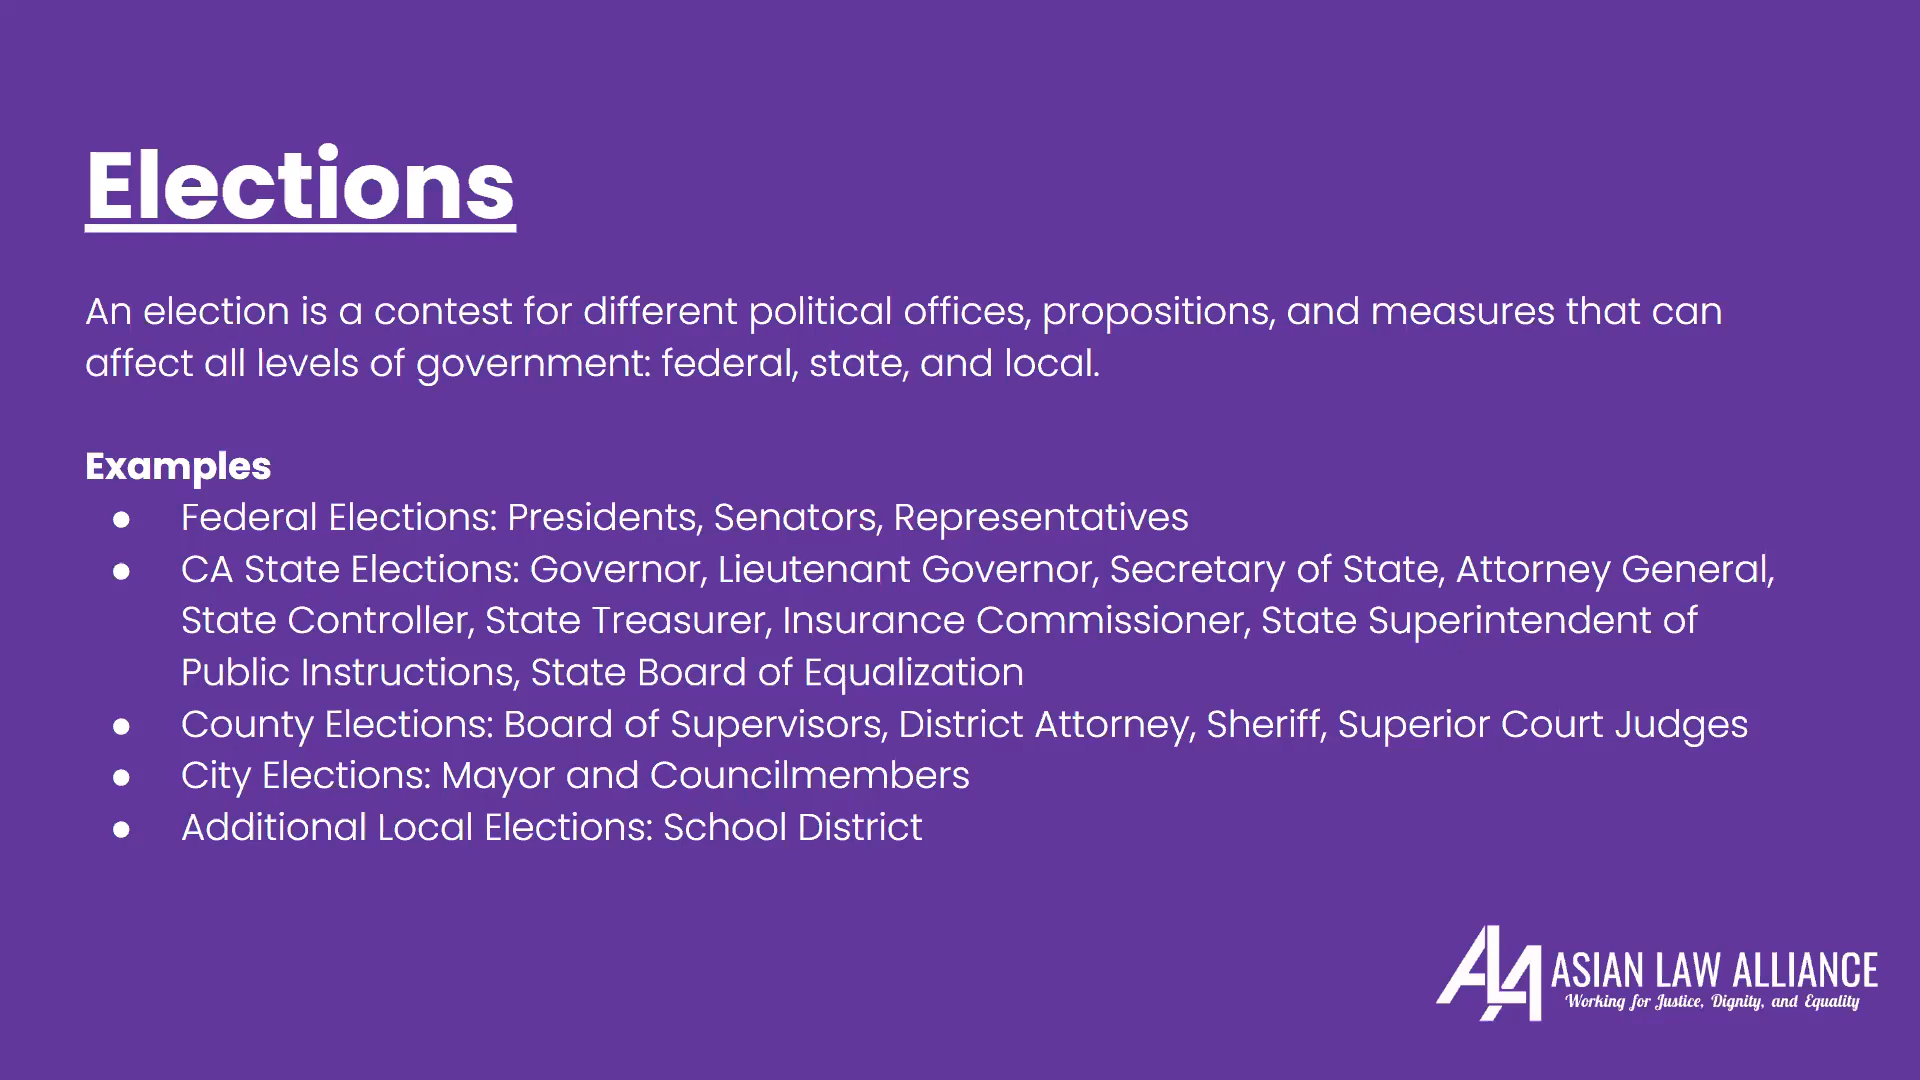 Elections
An election is a contest for different political offices, propositions, and measures that can
affect all levels of government: federal, state, and local.
Examples
● Federal Elections: Presidents, Senators, Representatives
● CA State Elections: Governor, Lieutenant Governor, Secretary of State, Attorney General,
State Controller, State Treasurer, Insurance Commissioner, State Superintendent of
Public Instructions, State Board of Equalization
● County Elections: Board of Supervisors, District Attorney, Sheriff, Superior Court Judges
● City Elections: Mayor and Councilmembers
● Additional Local Elections: School District
ALA ASIAN LAW ALLIANCE
Working for Justice, Dignity, and Equality